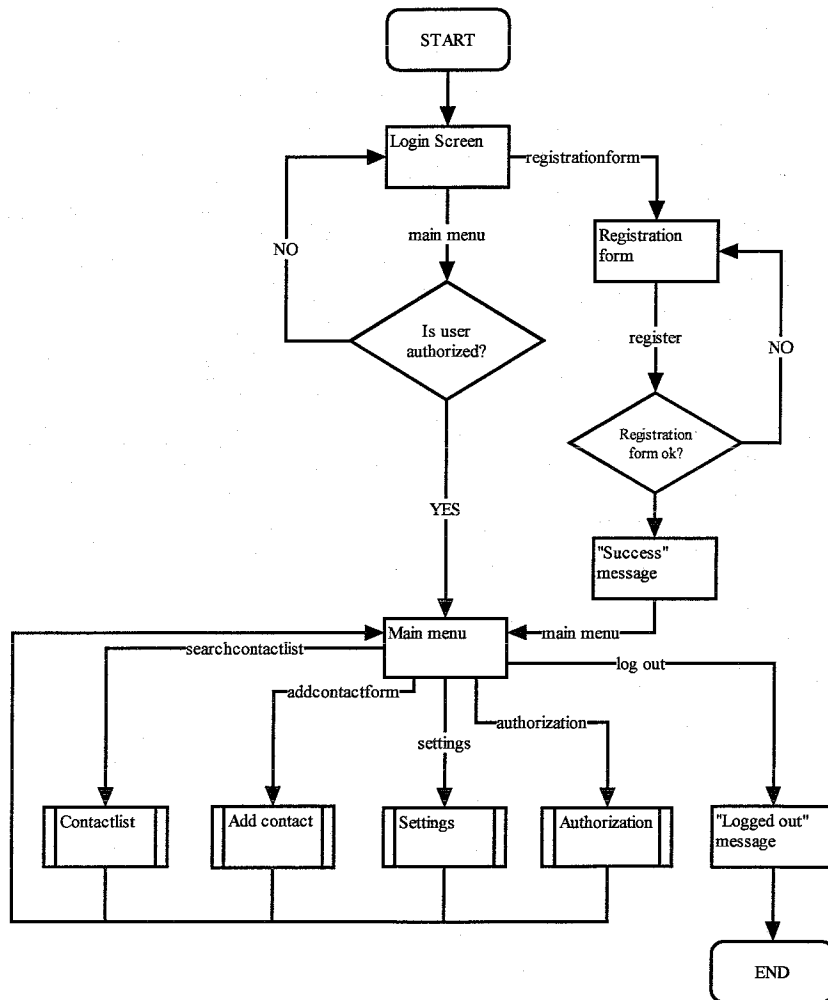 START
Login Screen
registrationform
main menu
NO
Registration
form
Is user
authorized?
register
NO
Registration
form ok?
YES
"Success"
message
Main menu
main menu
searchcontactlist
log out
addcontactform
authorization
settings
Contactlist
Add contact
Settings
Authorization
"Logged out"
message
END